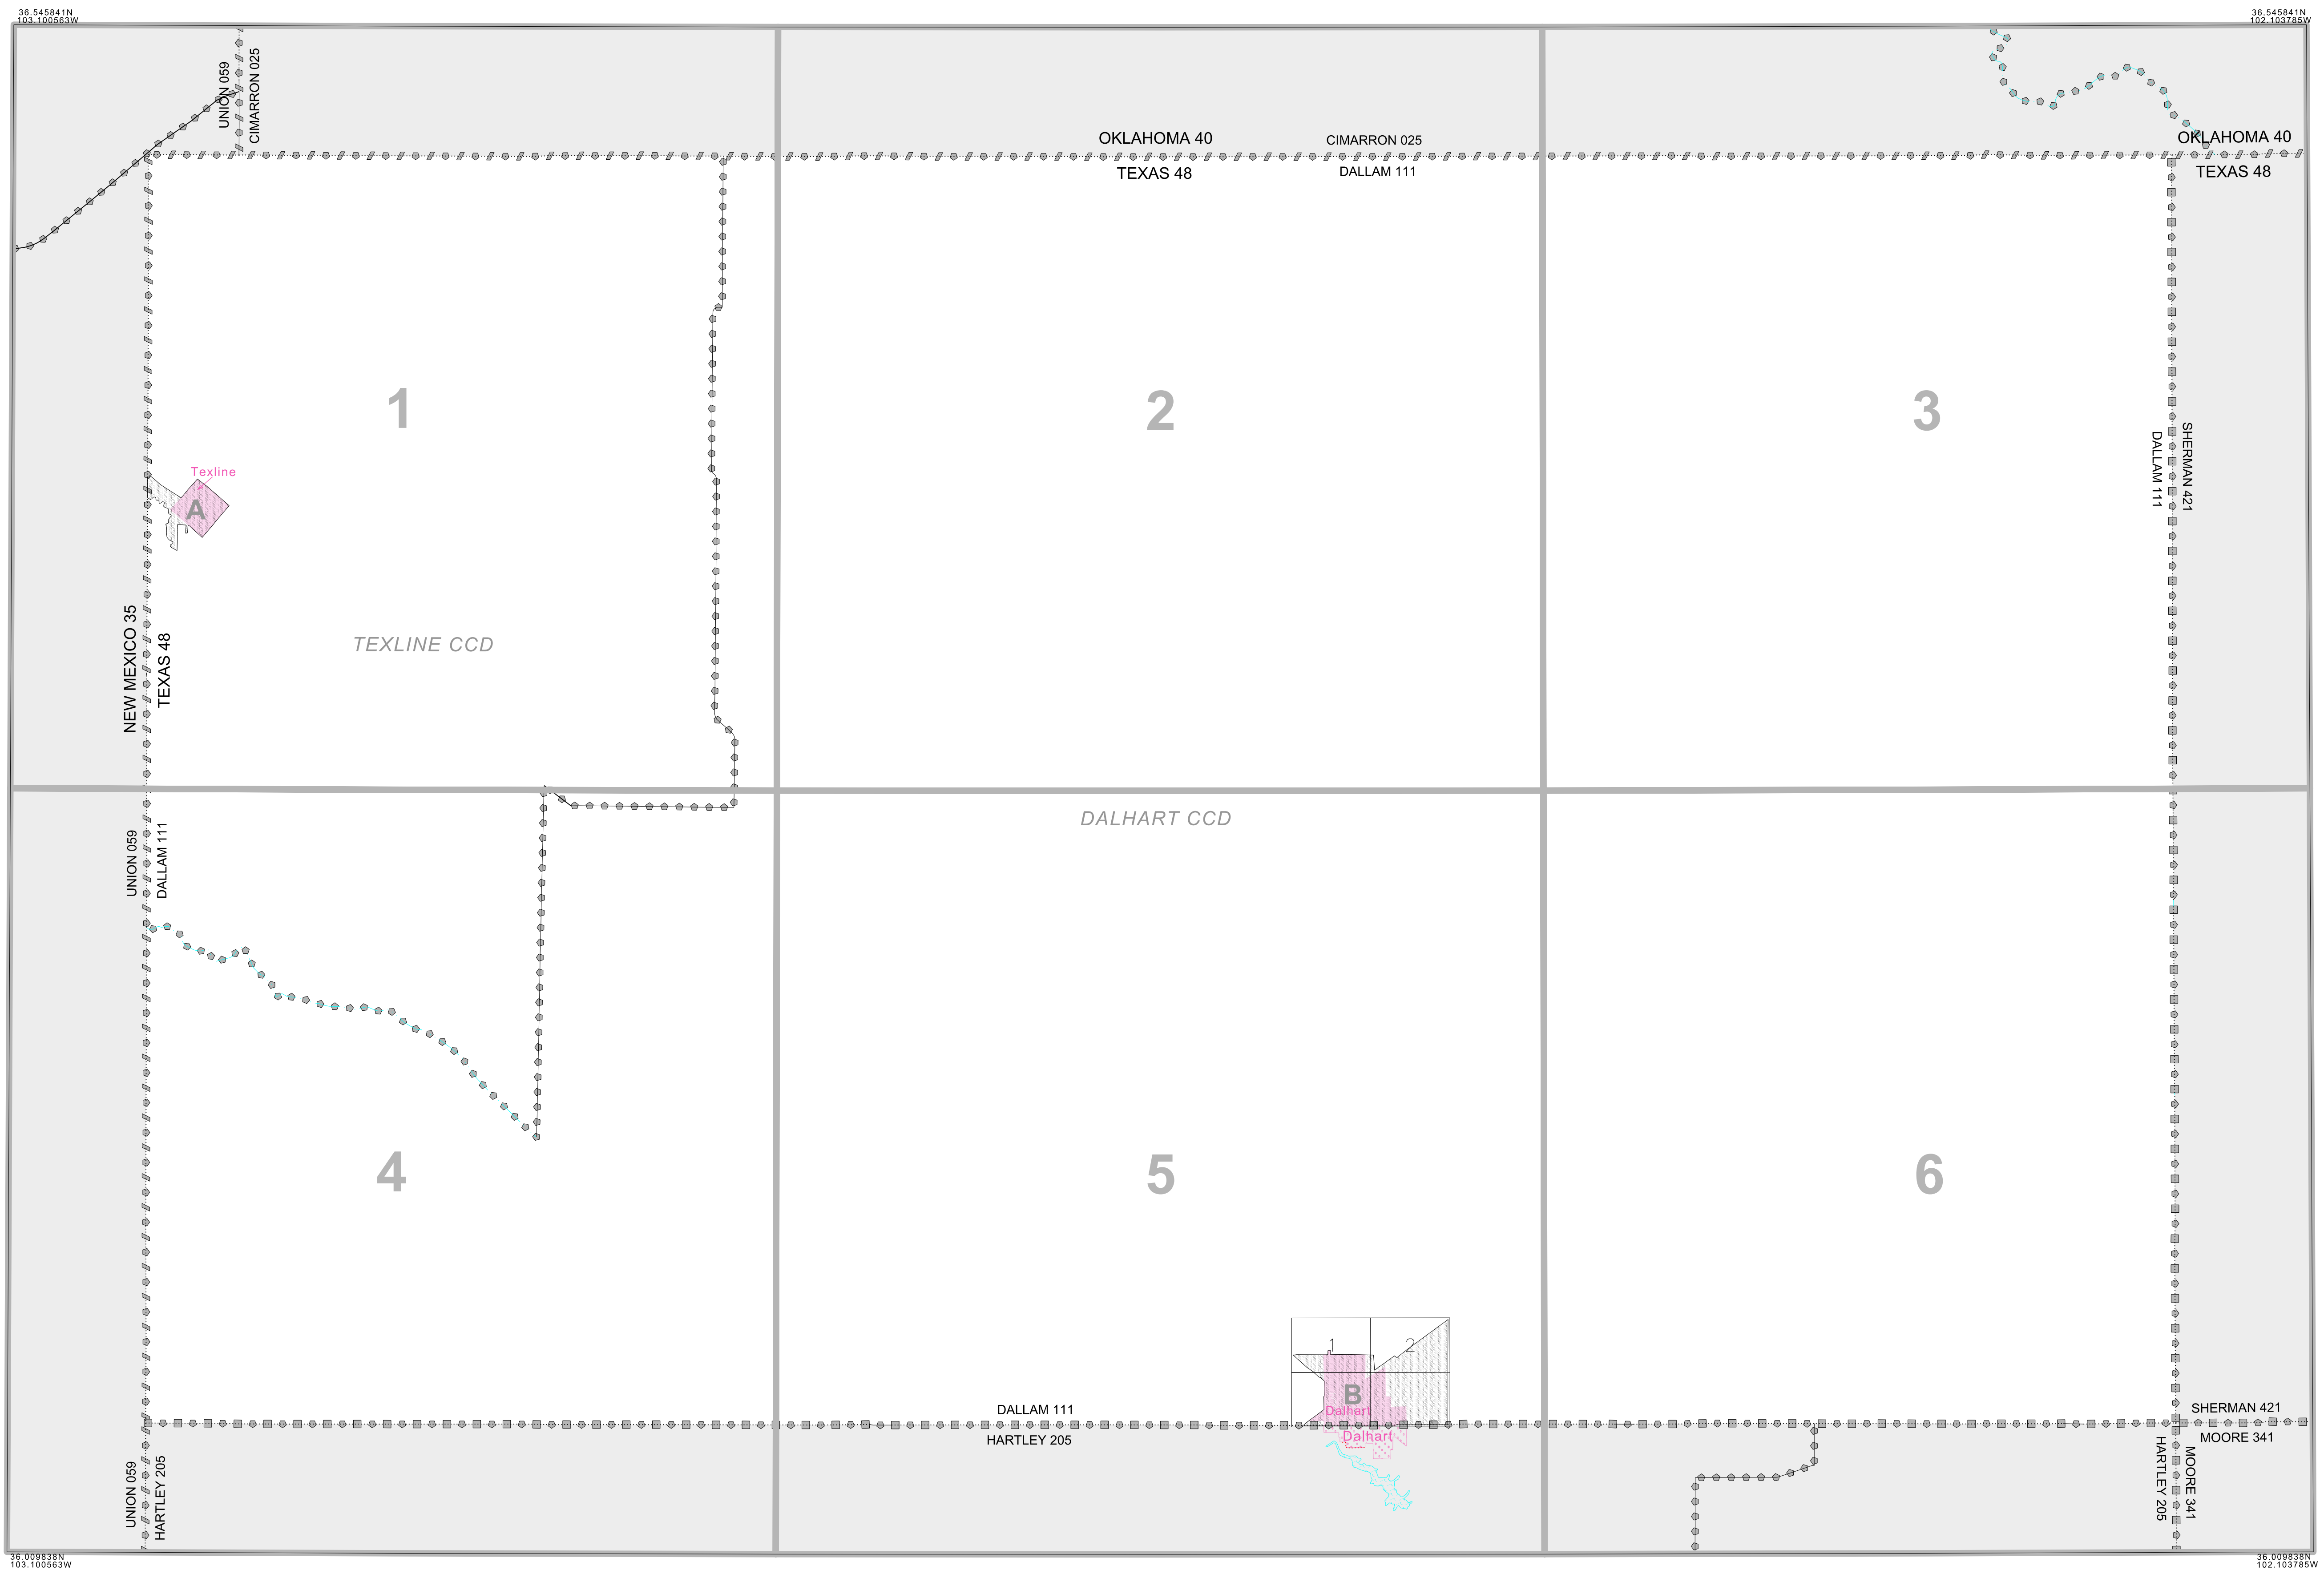 36.545841N
103.100563W
36.545841N
102.103785W
UNION 059
CIMARRON 025
OKLAHOMA 40
CIMARRON 025
TEXAS 48
DALLAM 111
OKLAHOMA 40
TEXAS 48
1
2
3
SHERMAN 421
DALLAM 111
Texline
A
NEW MEXICO 35
TEXAS 48
TEXLINE CCD
DALHART CCD
UNION 059
DALLAM 111
4
5
6
1
2
B
Dalhart
DALLAM 111
HARTLEY 205
Dalhart
SHERMAN 421
MOORE 341
UNION 059
HARTLEY 205
HARTLEY 205
MOORE 341
36.009838N
103.100563W
36.009838N
102.103785W